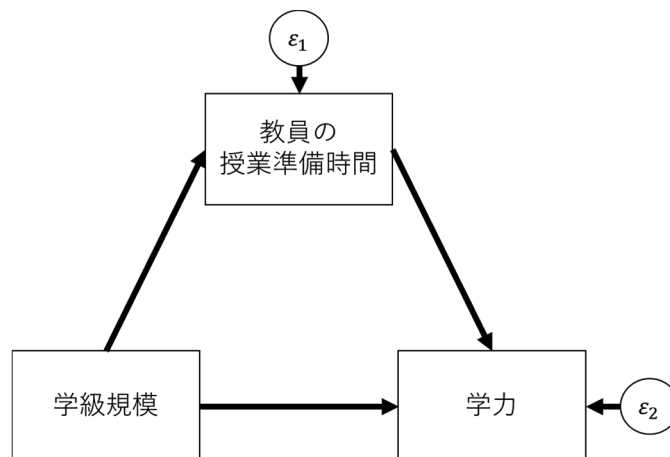 ε₁
教員の
授業準備時間
学級規模
学力
ε₂